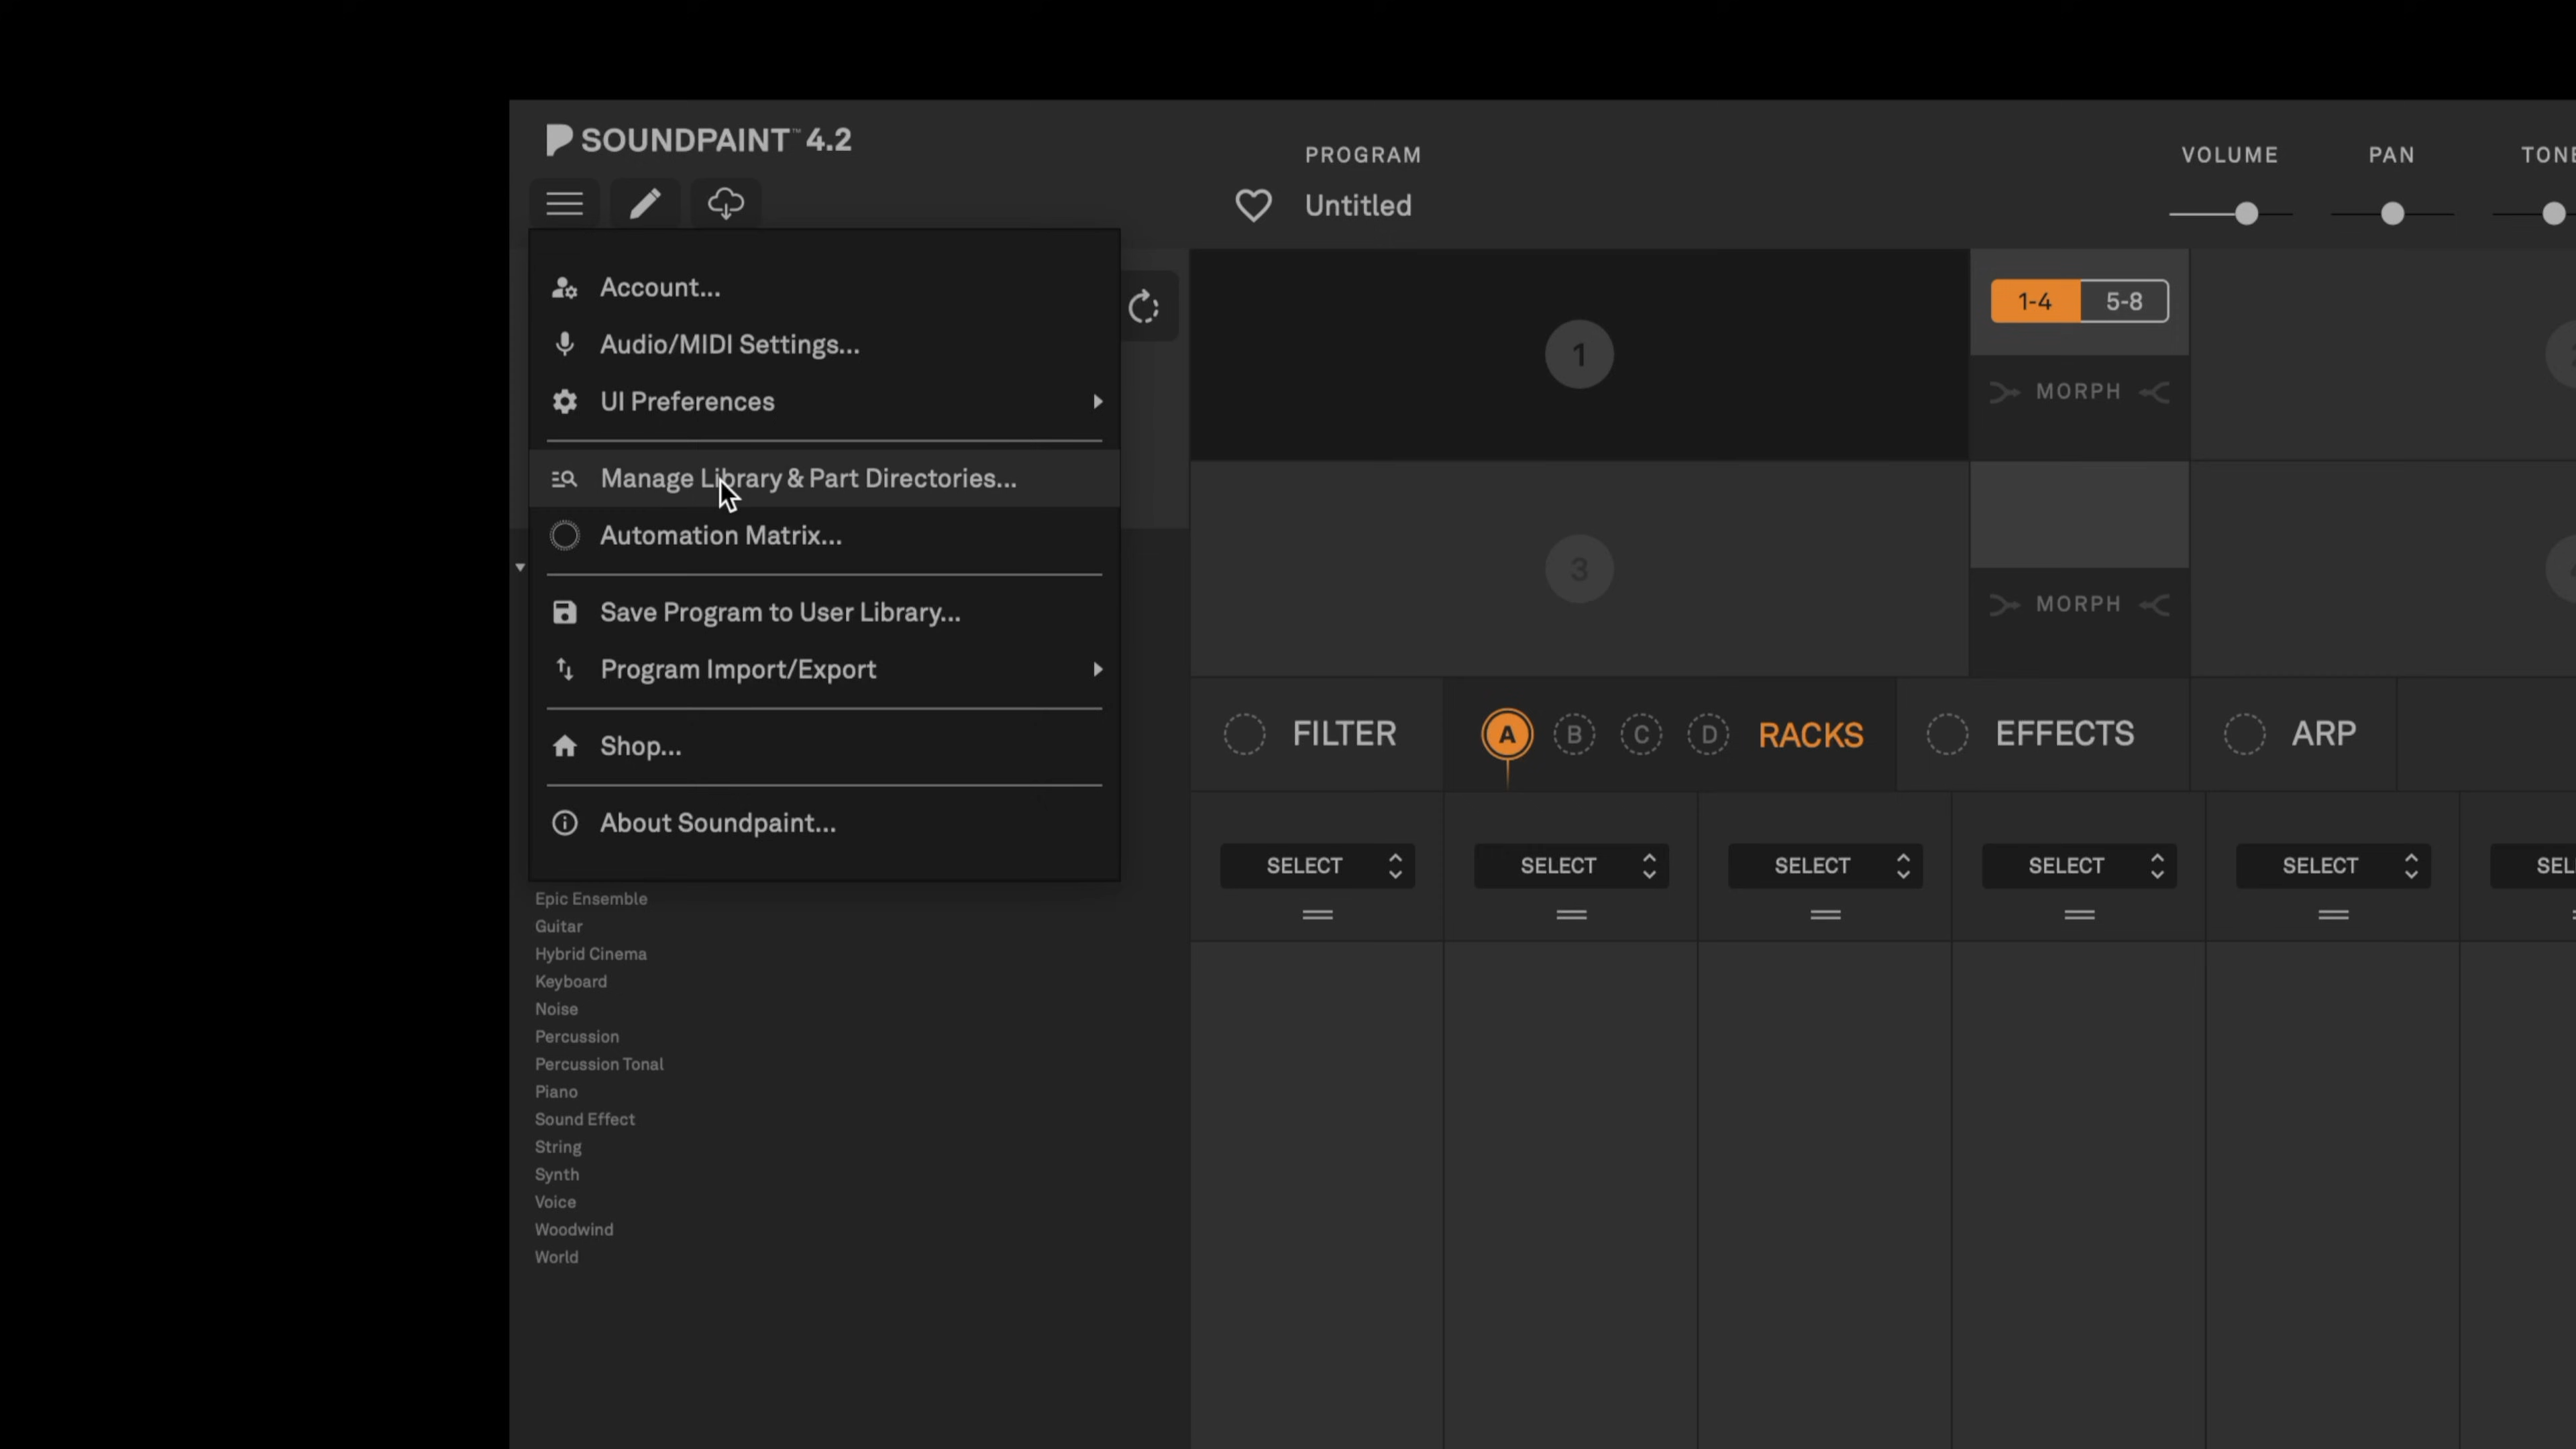 SOUNDPAINT™ 4.2
PROGRAM
Untitled
VOLUME
PAN
TONE
Account...
Audio/MIDI Settings...
UI Preferences
Manage Library & Part Directories...
Automation Matrix...
Save Program to User Library...
Program Import/Export
Shop...
About Soundpaint...
Epic Ensemble
Guitar
Hybrid Cinema
Keyboard
Noise
Percussion
Percussion Tonal
Piano
Sound Effect
String
Synth
Voice
Woodwind
World
1
1-4 5-8
MORPH
3
MORPH
FILTER
A B C D RACKS
EFFECTS
ARP
SELECT SELECT SELECT SELECT SELECT SEL